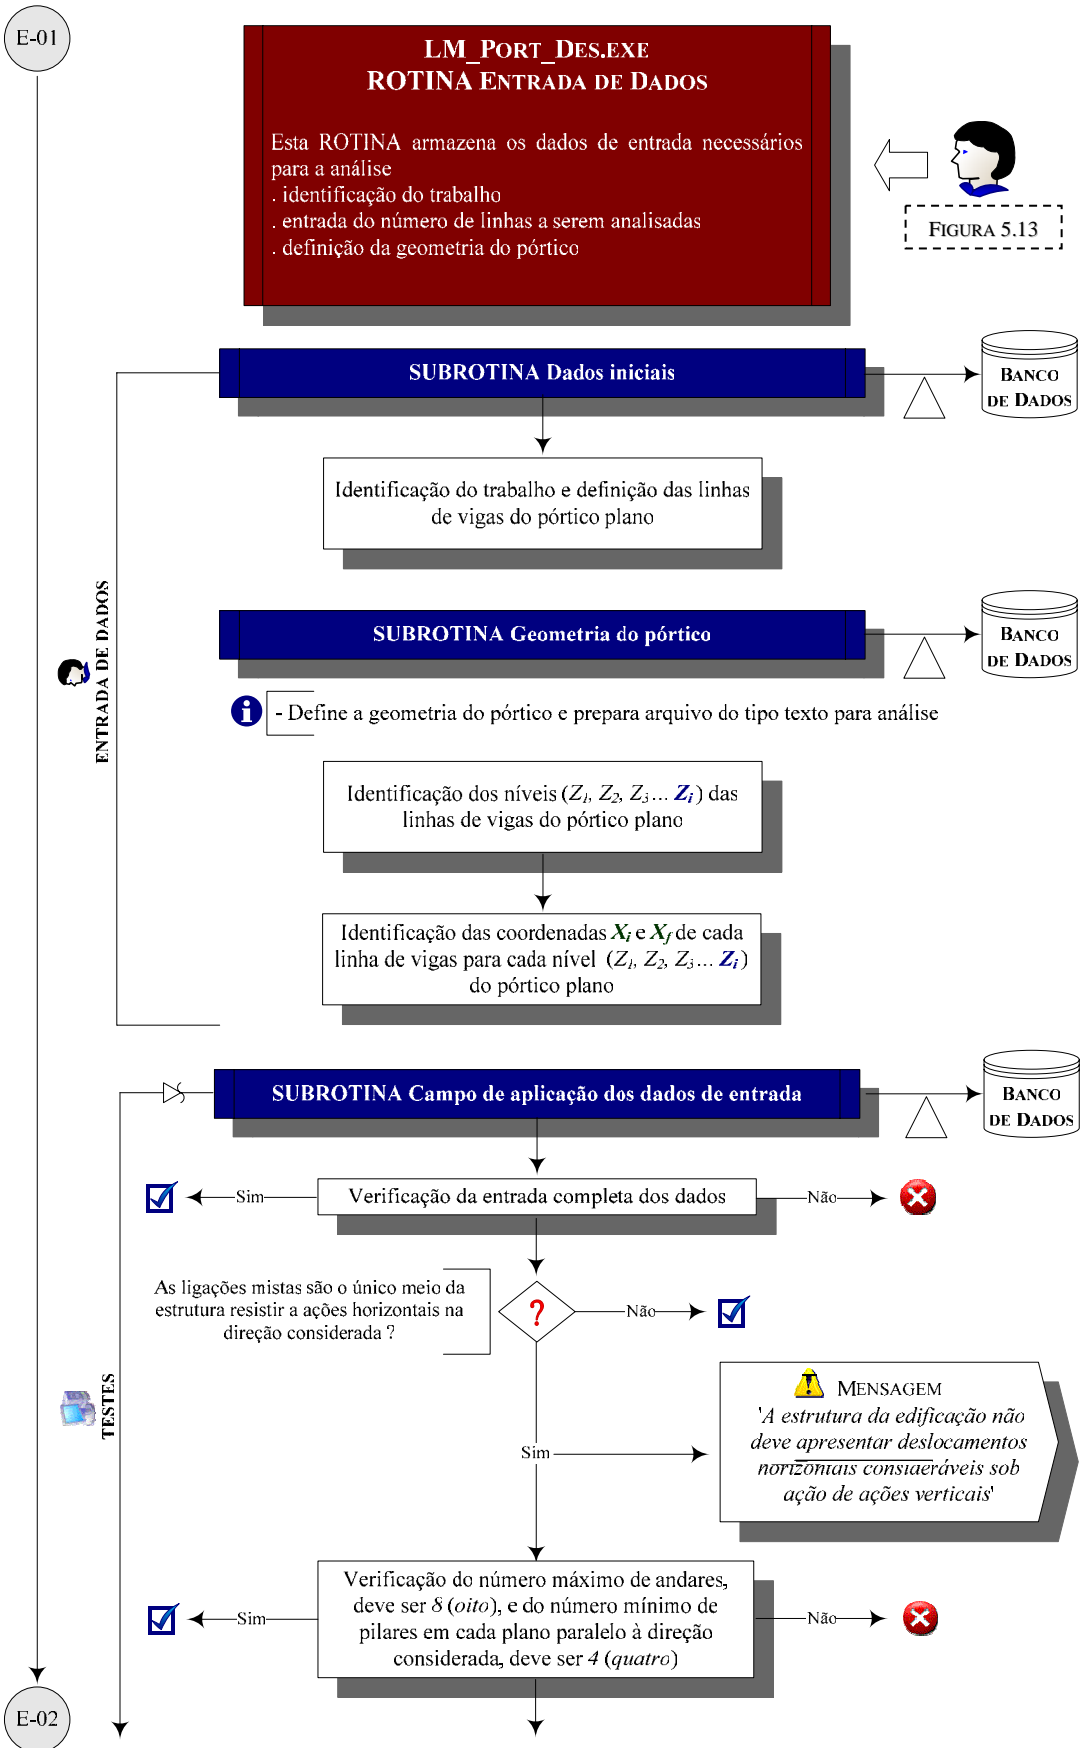 E-01
LM_PORT_DES.EXE
ROTINA ENTRADA DE DADOS
Esta ROTINA armazena os dados de entrada necessários
para a análise
. identificação do trabalho
. entrada do número de linhas a serem analisadas
. definição da geometria do pórtico
FIGURA 5.13
SUBROTINA Dados iniciais
BANCO
DE DADOS
Identificação do trabalho e definição das linhas
de vigas do pórtico plano
ENTRADA DE DADOS
SUBROTINA Geometria do pórtico
BANCO
DE DADOS
- Define a geometria do pórtico e prepara arquivo do tipo texto para análise
Identificação dos níveis (Z1, Z2, Z3... Zi) das
linhas de vigas do pórtico plano
Identificação das coordenadas Xi e Xf de cada
linha de vigas para cada nível (Z1, Z2, Z3... Zi)
do pórtico plano
SUBROTINA Campo de aplicação dos dados de entrada
BANCO
DE DADOS
Sim
Verificação da entrada completa dos dados
Não
As ligações mistas são o único meio da
estrutura resistir a ações horizontais na
direção considerada ?
?
Não
TESTES
MENSAGEM
'A estrutura da edificação não
deve apresentar deslocamentos
horizontais consideráveis sob
ação de ações verticais'
Sim
Verificação do número máximo de andares,
deve ser 8 (oito), e do número mínimo de
pilares em cada plano paralelo à direção
considerada, deve ser 4 (quatro)
Sim
Não
E-02